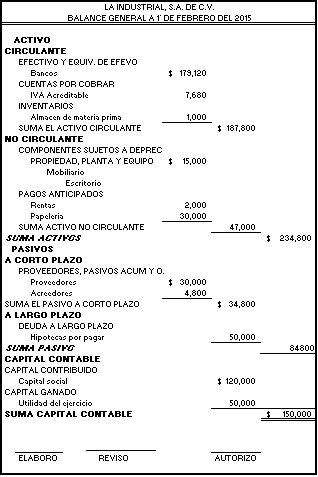 LA INDUSTRIAL, S.A. DE C.V.
BALANCE GENERAL A 1' DE FEBRERO DEL 2015
ACTIVO
CIRCULANTE
EFECTIVO Y EQUIV. DE EFEVO
Bancos $ 179,120
CUENTAS POR COBRAR
IVA Acreditable 7,680
INVENTARIOS
Almacen de materia prima 1,000
SUMA EL ACTIVO CIRCULANTE $ 187,800
NO CIRCULANTE
COMPONENTES SUJETOS A DEPREC
PROPIEDAD, PLANTA Y EQUIPO $ 15,000
Mobiliario
Escritorio
PAGOS ANTICIPADOS
Rentas 2,000
Papeleria 30,000
SUMA ACTIVO NO CIRCULANTE 47,000
SUMA ACTIVOS $ 234,800
PASIVOS
A CORTO PLAZO
PROVEEDORES, PASIVOS ACUM Y O.
Proveedores $ 30,000
Acreedores 4,800
SUMA EL PASIVO A CORTO PLAZO $ 34,800
A LARGO PLAZO
DEUDA A LARGO PLAZO
Hipotecas por pagar 50,000
SUMA PASIVO 84800
CAPITAL CONTABLE
CAPITAL CONTRIBUIDO
Capital social $ 120,000
CAPITAL GANADO
Utilidad del ejercicio 50,000
SUMA CAPITAL CONTABLE $ 150,000
ELABORO REVISO AUTORIZO